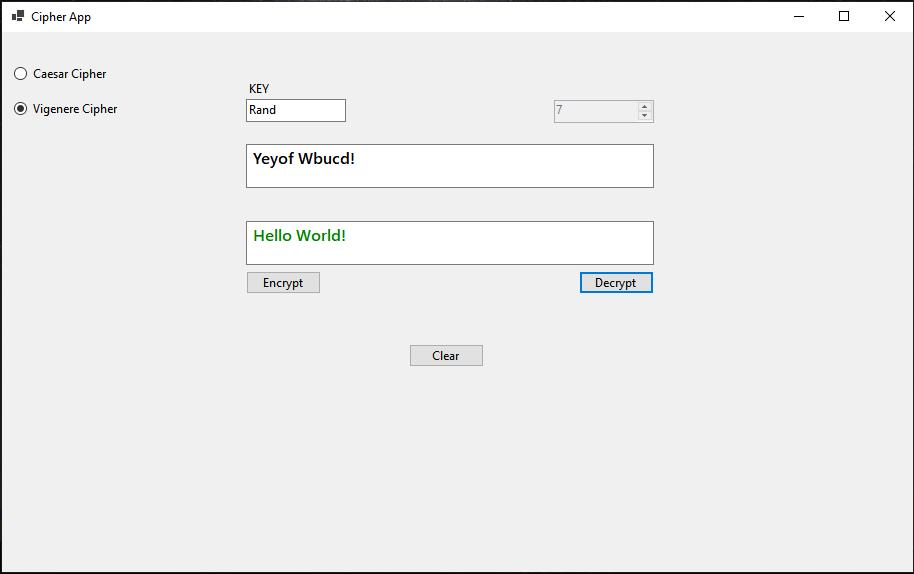 Cipher App
Caesar Cipher
KEY
Vigenere Cipher
Rand
7
Yeyof Wbucd!
Hello World!
Encrypt
Decrypt
Clear